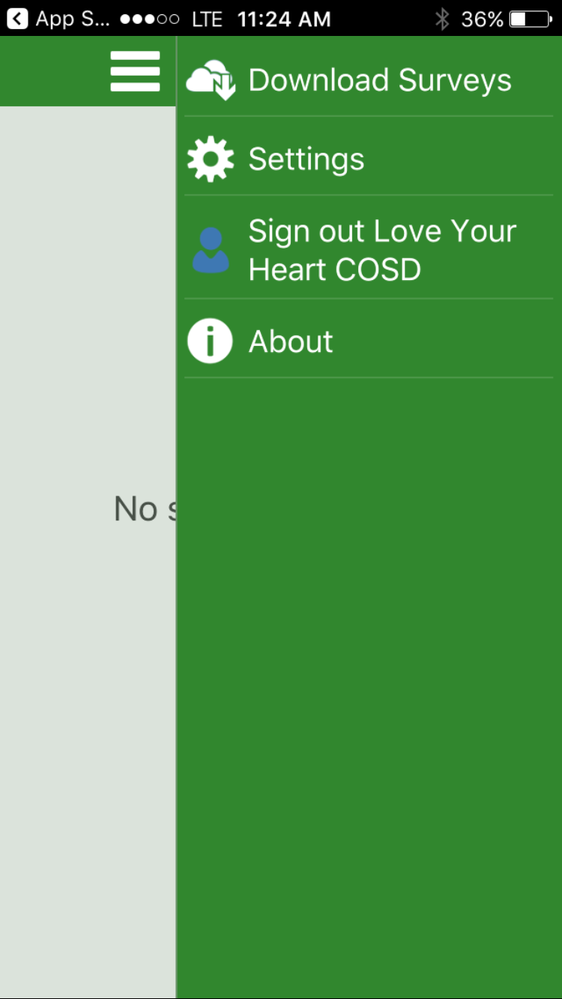 App S... LTE 11:24 AM 36%
Download Surveys
Settings
Sign out Love Your
Heart COSD
About
No s